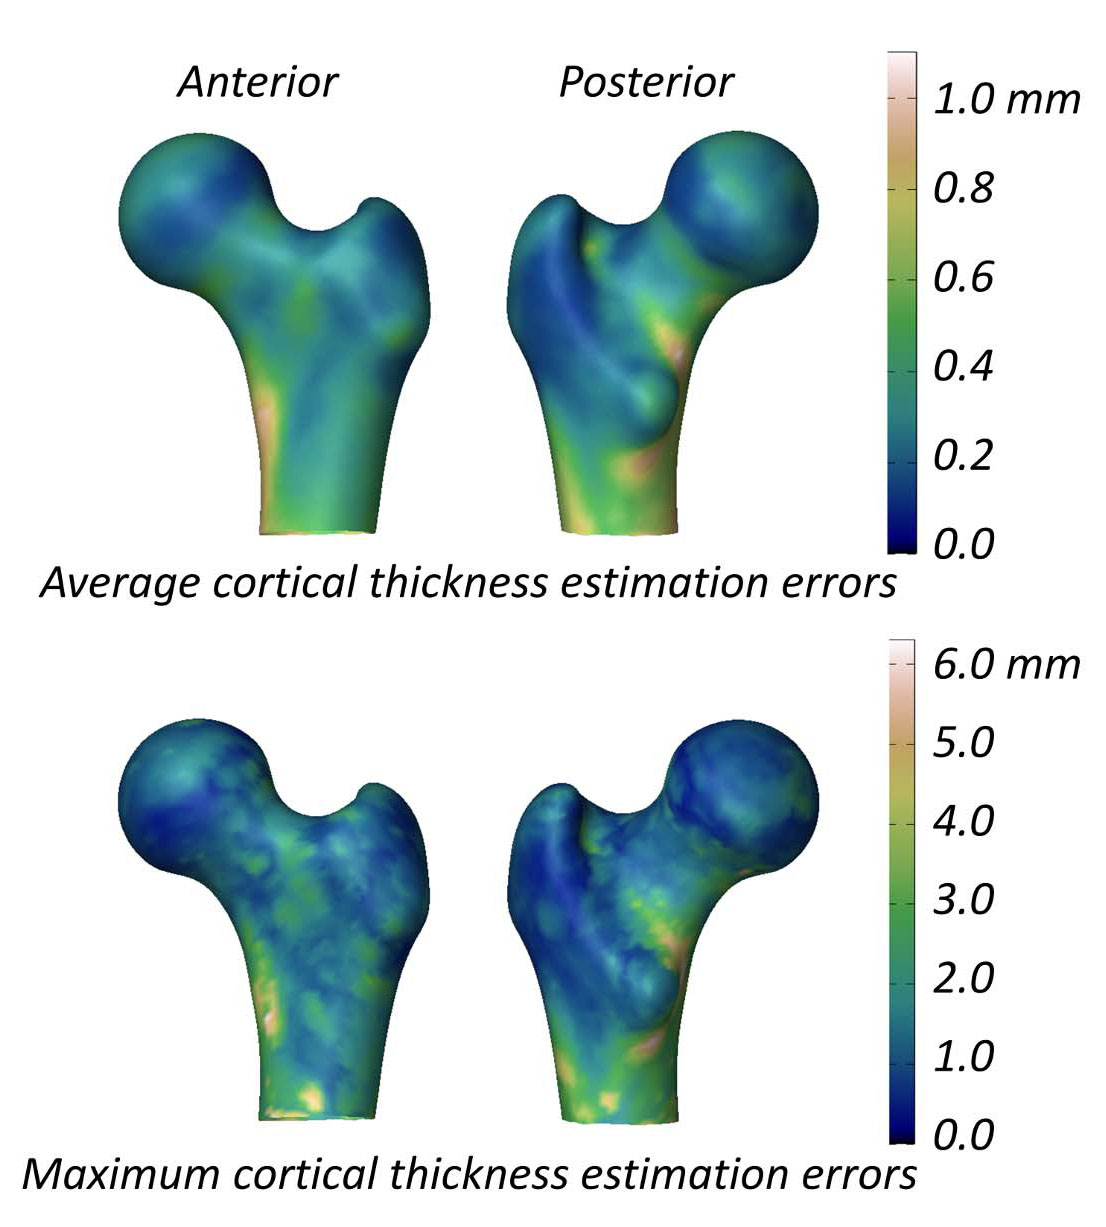 Anterior Posterior
1.0 mm
0.8
0.6
0.4
0.2
0.0
Average cortical thickness estimation errors
6.0 mm
5.0
4.0
3.0
2.0
1.0
0.0
Maximum cortical thickness estimation errors